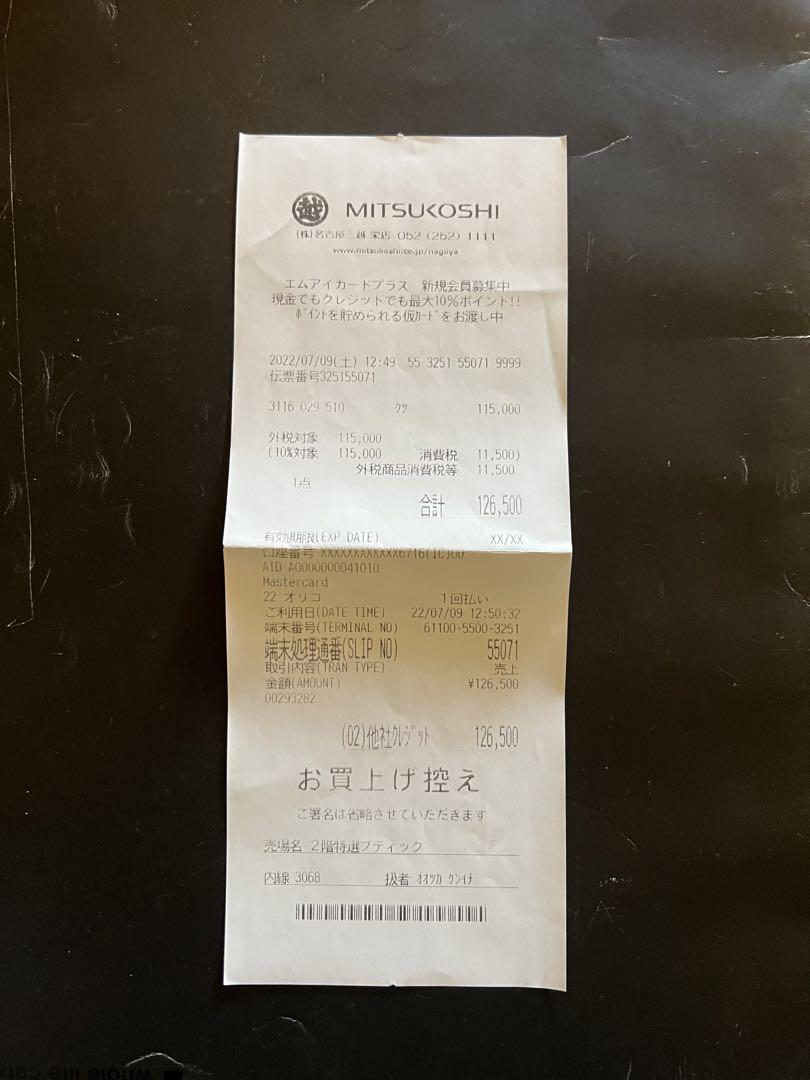 越 MITSUKOSHI
(株)名古屋三越 栄店 052 (252) 1111
www.mitsukoshi.co.jp/nagoya
エムアイカードプラス 新規会員募集中
現金でもクレジットでも最大10%ポイント!!
ポイントを貯められる仮カードをお渡し中
2022/07/09(土) 12:49 55 3251 55071 9999
伝票番号325155071
3116 029 510 クツ 115,000
外税対象 115,000
(10%対象 115,000 消費税 11,500)
外税商品消費税等 11,500
1点
合計 126,500
有効期限(EXP DATE) XX/XX
口座番号 XXXXXXXXXXXX6716(IC)00
AID A0000000041010
Mastercard
22 オリコ 1回払い
ご利用日(DATE TIME) 22/07/09 12:50:32
端末番号(TERMINAL NO) 61100-5500-3251
端末処理通番(SLIP NO) 55071
取引内容(TRAN TYPE) 売上
金額(AMOUNT) ¥126,500
00293282
(02)他社クレジット 126,500
お買上げ控え
ご署名は省略させていただきます
売場名 2階特選ブティック
内線 3068 扱者 オオツカ ケンイチ